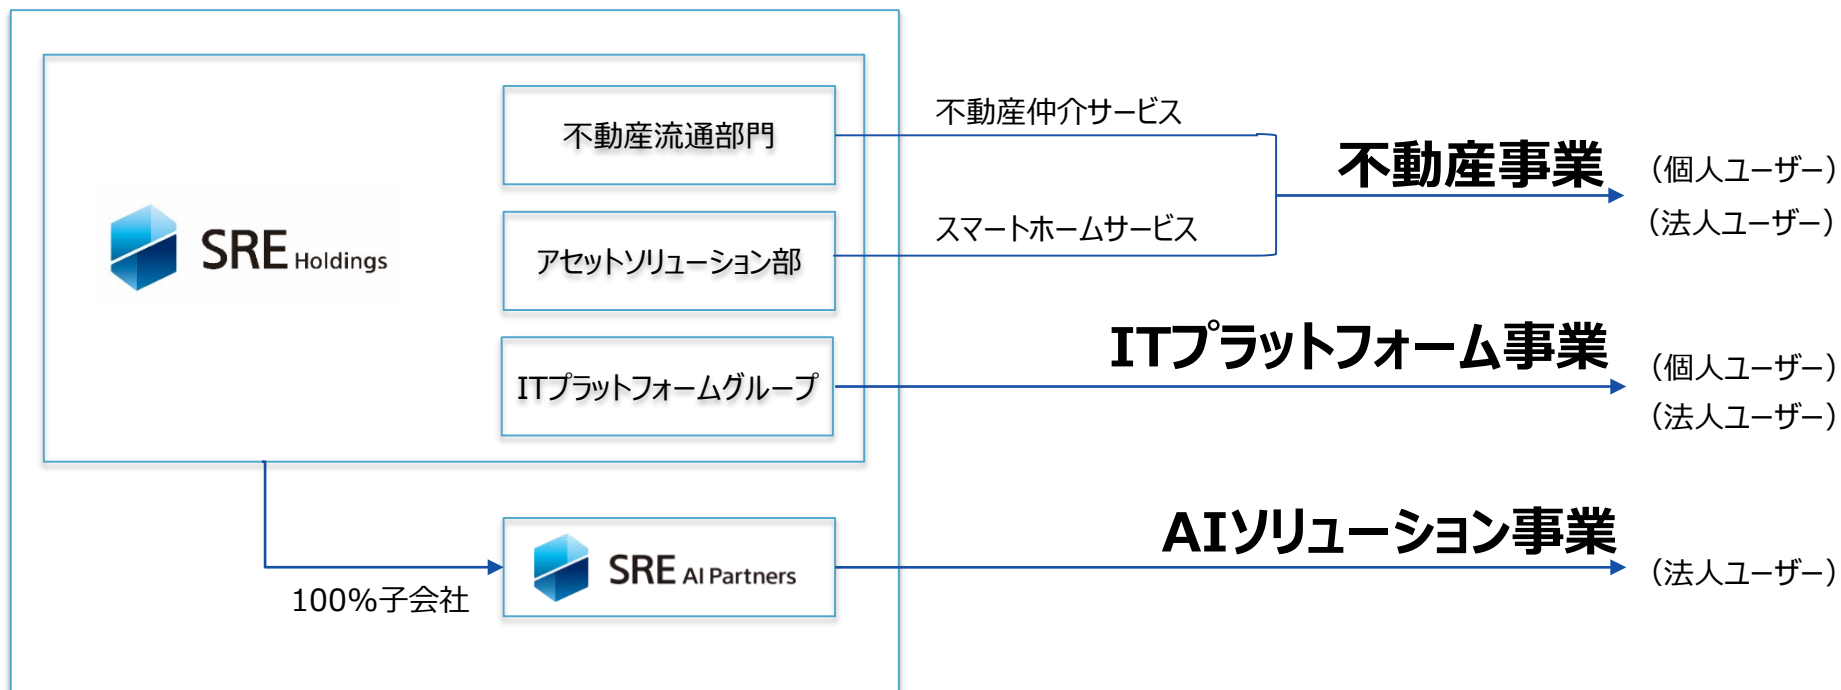 SRE Holdings
不動産流通部門
アセットソリューション部
ITプラットフォームグループ
不動産仲介サービス
スマートホームサービス
不動産事業
(個人ユーザー)
(法人ユーザー)
ITプラットフォーム事業
(個人ユーザー)
(法人ユーザー)
100%子会社
SRE AI Partners
AIソリューション事業
(法人ユーザー)